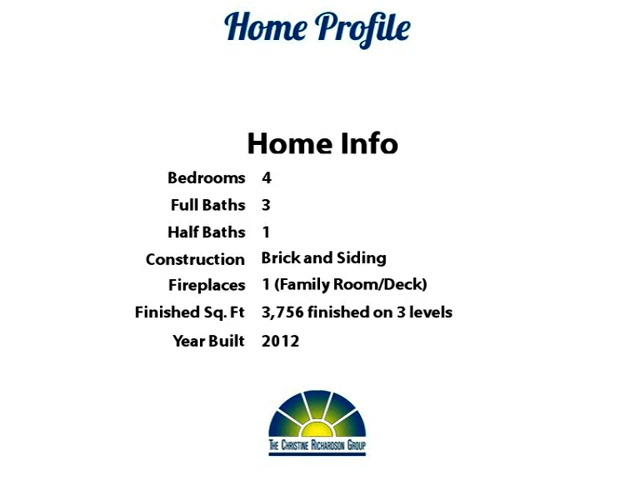 Home Profile
Home Info
Bedrooms 4
Full Baths 3
Half Baths 1
Construction Brick and Siding
Fireplaces 1 (Family Room/Deck)
Finished Sq. Ft 3,756 finished on 3 levels
Year Built 2012
The Christine Richardson Group